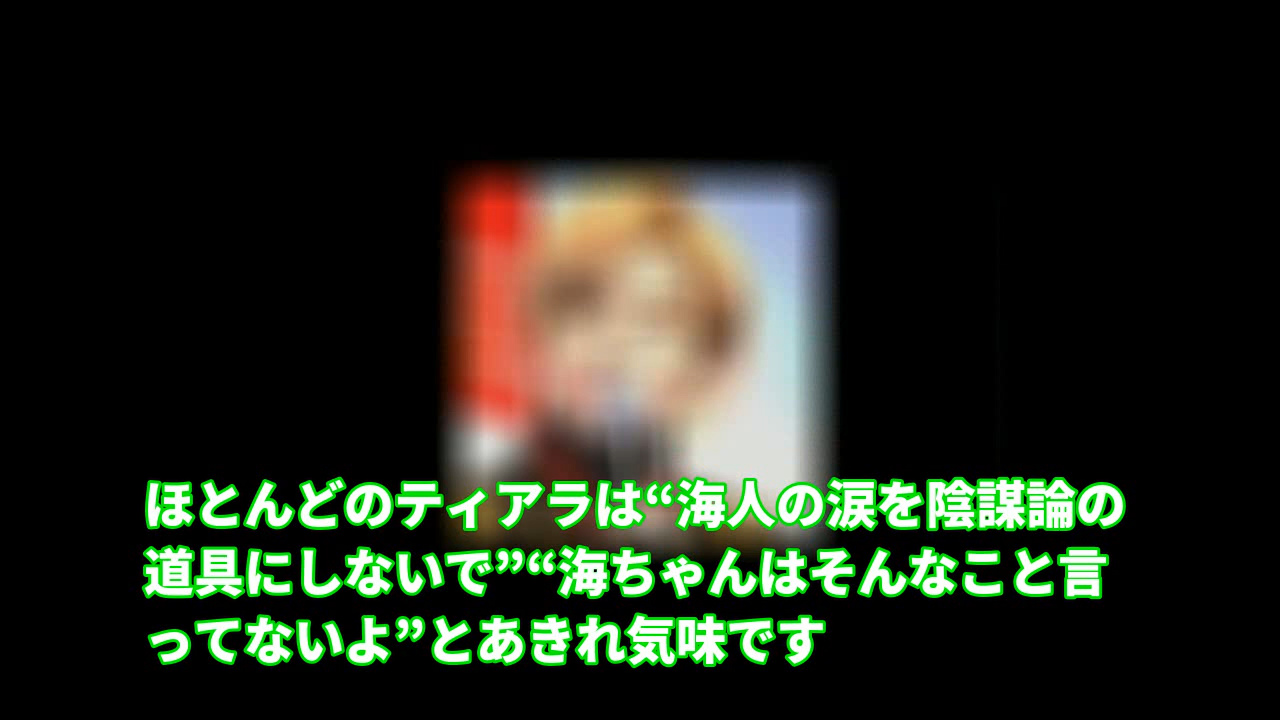 ほとんどのティアラは“海人の涙を陰謀論の
道具にしないで”“海ちゃんはそんなこと言
ってないよ”とあきれ気味です